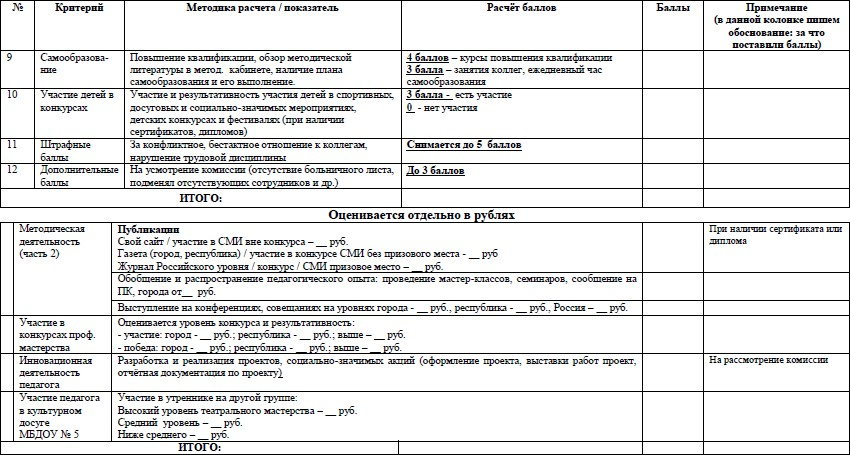 № Критерий Методика расчета / показатель Расчёт баллов Баллы Примечание
(в данной колонке пишем
обоснование: за что
поставили баллы)
9 Самообразова- Повышение квалификации, обзор методической 4 баллов – курсы повышения квалификации
ние литературы в метод. кабинете, наличие плана 3 балла – занятия коллег, ежедневный час
самообразования и его выполнение. самообразования
10 Участие детей в Участие и результативность участия детей в спортивных, 3 балла - есть участие
конкурсах досуговых и социально-значимых мероприятиях, 0 - нет участия
детских конкурсах и фестивалях (при наличии
сертификатов, дипломов)
11 Штрафные За конфликтное, бестактное отношение к коллегам, Снимается до 5 баллов
баллы нарушение трудовой дисциплины
12 Дополнительные На усмотрение комиссии (отсутствие больничного листа, До 3 баллов
баллы подменял отсутствующих сотрудников и др.)
ИТОГО:
Оценивается отдельно в рублях
Методическая Публикации При наличии сертификата или
деятельность Свой сайт / участие в СМИ вне конкурса – __ руб. диплома
(часть 2) Газета (город, республика) / участие в конкурсе СМИ без призового места - __ руб
Журнал Российского уровня / конкурс / СМИ призовое место – __ руб.
Обобщение и распространение педагогического опыта: проведение мастер-классов, семинаров, сообщение на
ПК, города от__ руб.
Выступление на конференциях, совещаниях на уровнях города - __ руб., республика - __ руб., Россия – __ руб.
Участие в Оценивается уровень конкурса и результативность:
конкурсах проф. - участие: город - __ руб.; республика - __ руб.; выше – __ руб.
мастерства - победа: город - __ руб.; республика - __ руб.; выше – __ руб.
Инновационная Разработка и реализация проектов, социально-значимых акций (оформление проекта, выставки работ проект, На рассмотрение комиссии
деятельность отчётная документация по проекту)
педагога
Участие педагога Участие в утреннике на другой группе:
в культурном Высокий уровень театрального мастерства – __ руб.
досуге Средний уровень – __ руб.
МБДОУ № 5 Ниже среднего – __ руб.
ИТОГО: